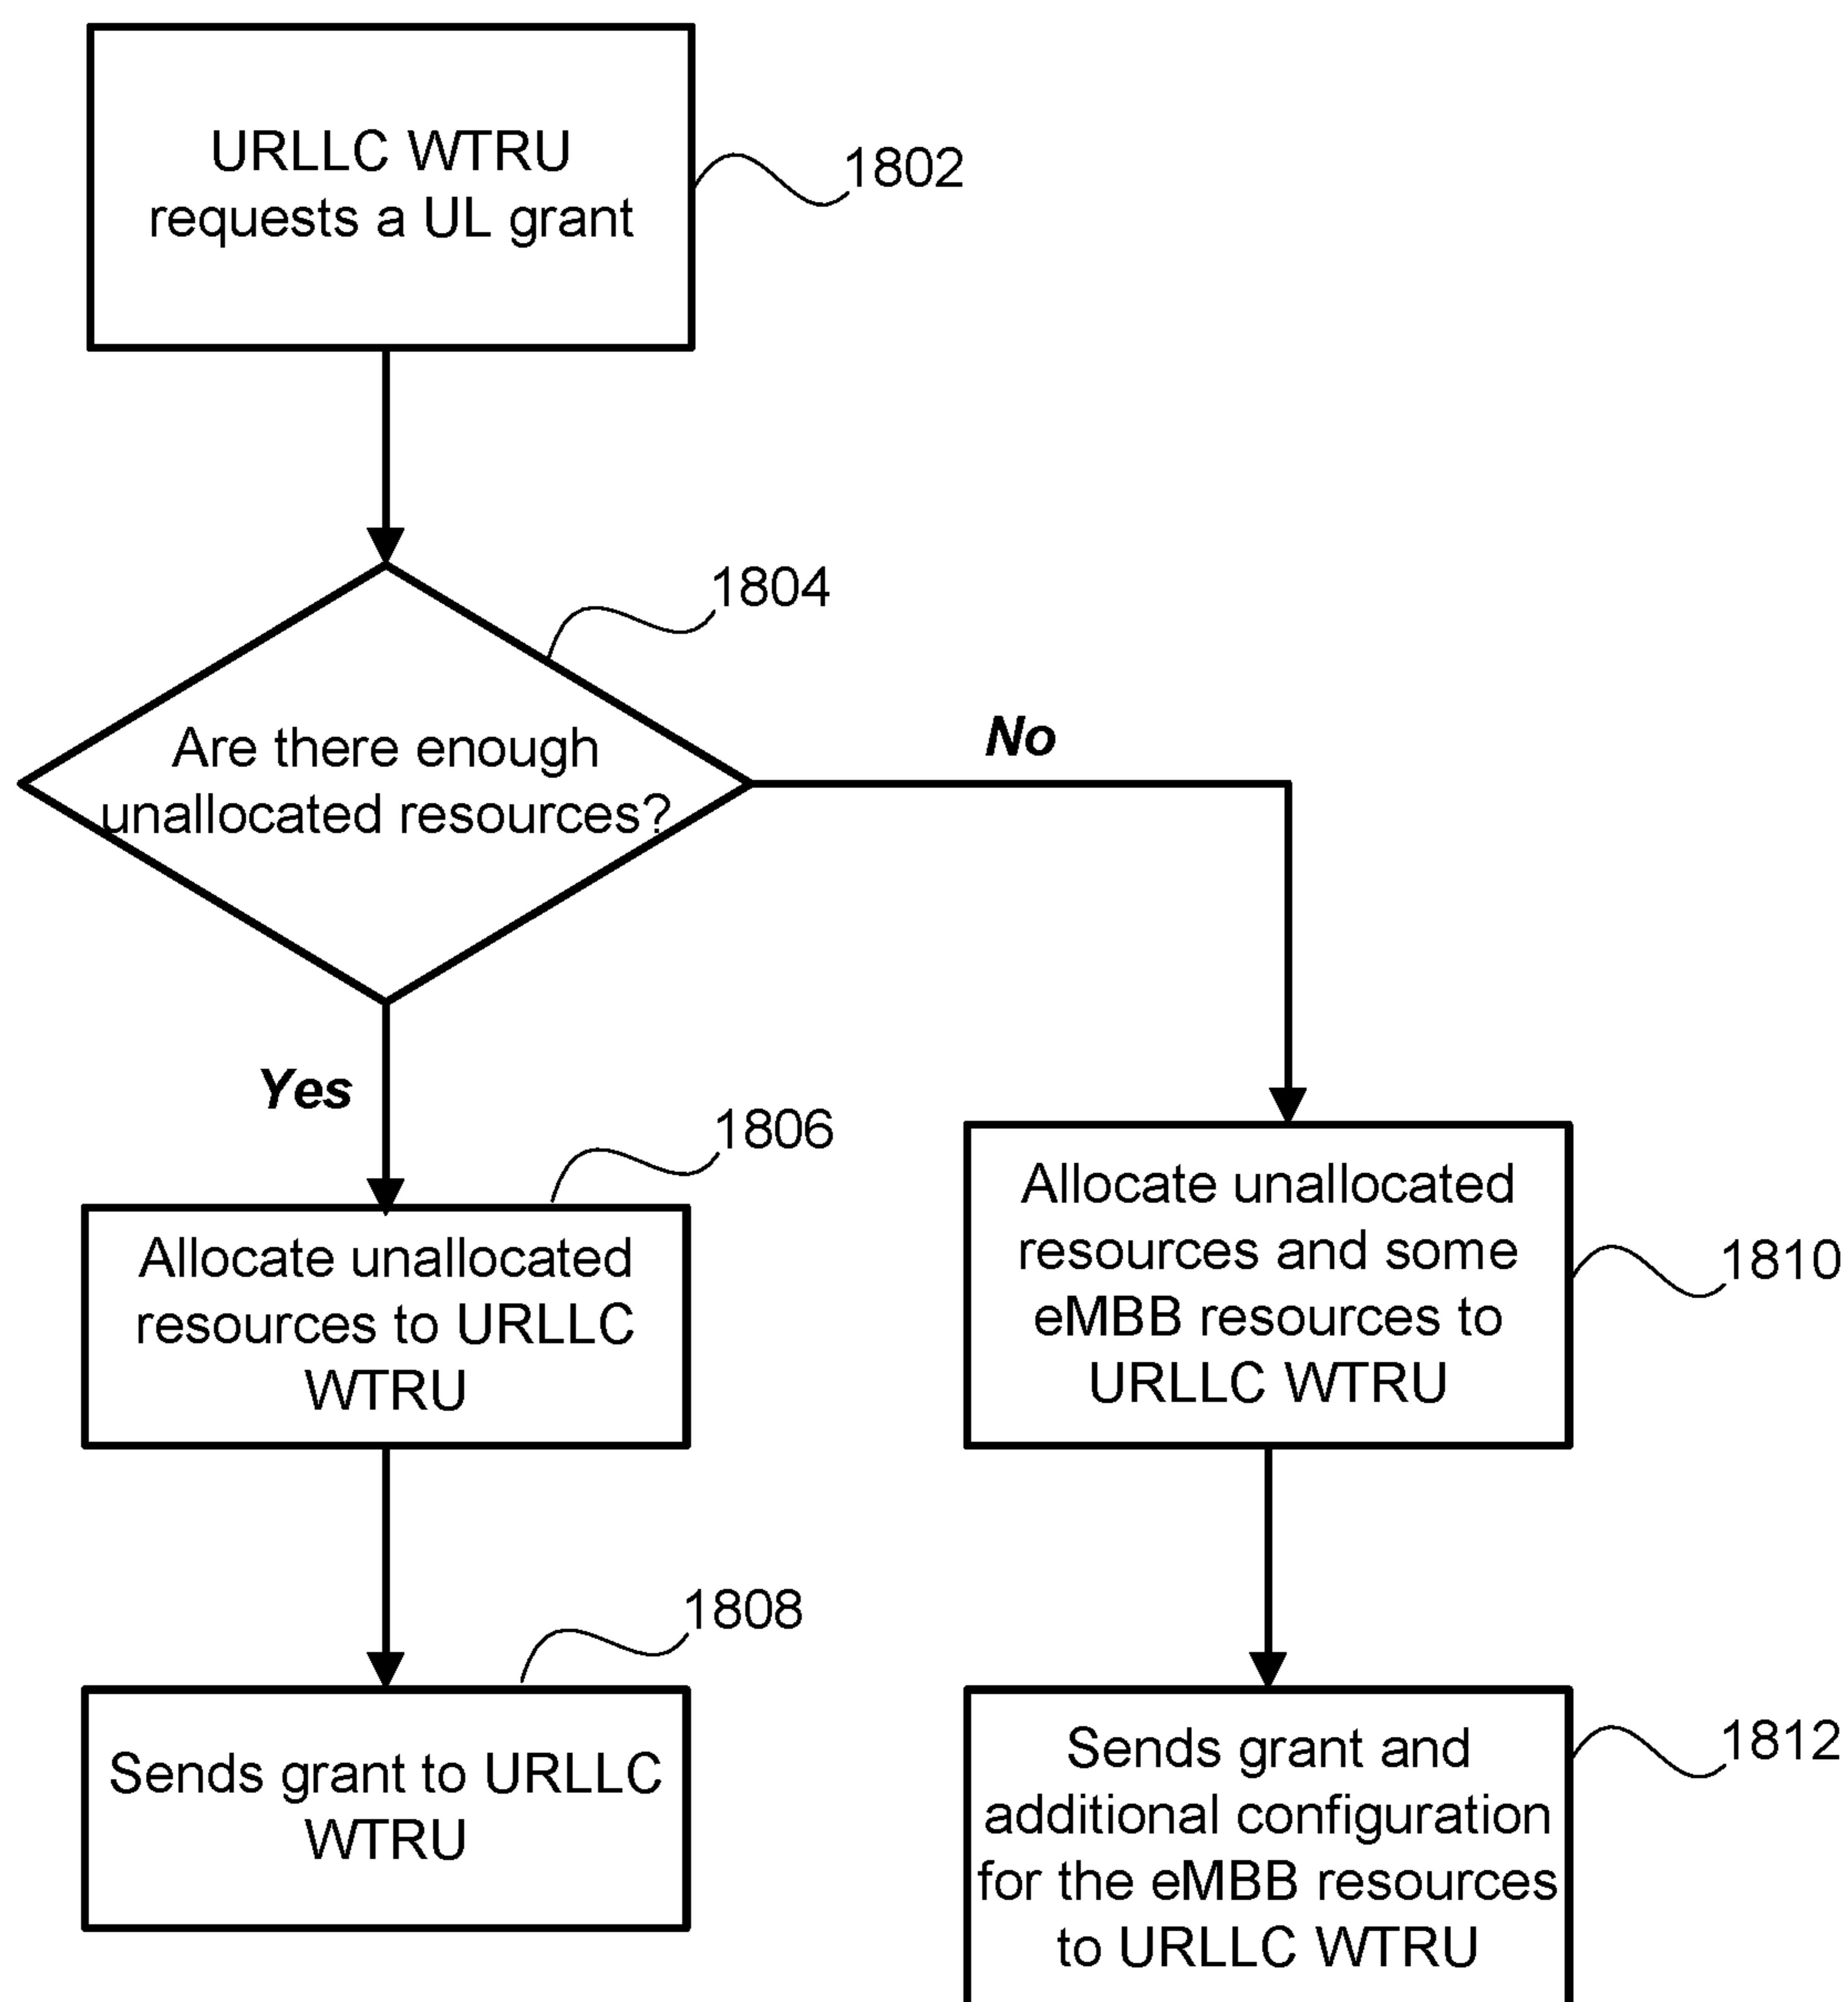 URLLC WTRU
requests a UL grant
1802
1804
Are there enough
unallocated resources?
No
Yes
1806
Allocate unallocated
resources to URLLC
WTRU
Allocate unallocated
resources and some
eMBB resources to
URLLC WTRU
1810
1808
Sends grant to URLLC
WTRU
Sends grant and
additional configuration
for the eMBB resources
to URLLC WTRU
1812